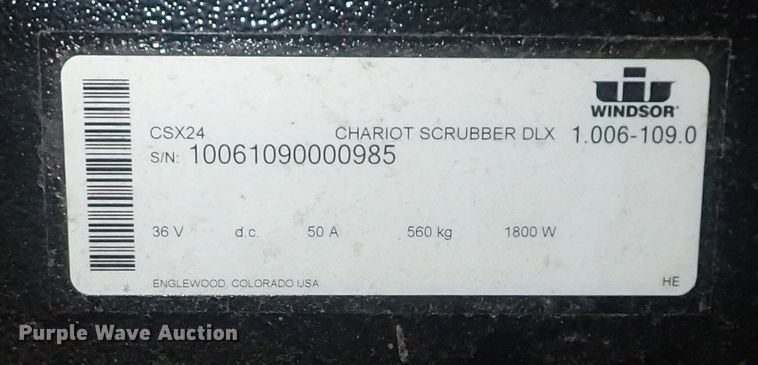 WINDSOR
CSX24 CHARIOT SCRUBBER DLX 1.006-109.0
S/N: 10061090000985
36 V d.c. 50 A 560 kg 1800 W
ENGLEWOOD, COLORADO USA HE
Purple Wave Auction